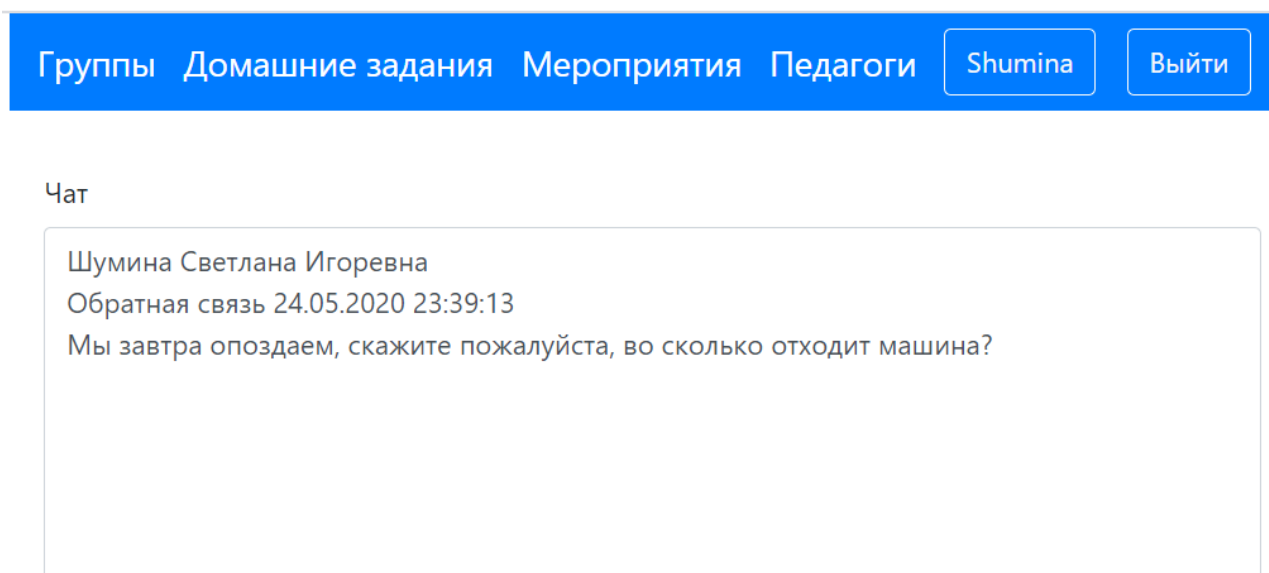 Группы Домашние задания Мероприятия Педагоги Shumina Выйти
Чат
Шумина Светлана Игоревна
Обратная связь 24.05.2020 23:39:13
Мы завтра опоздаем, скажите пожалуйста, во сколько отходит машина?